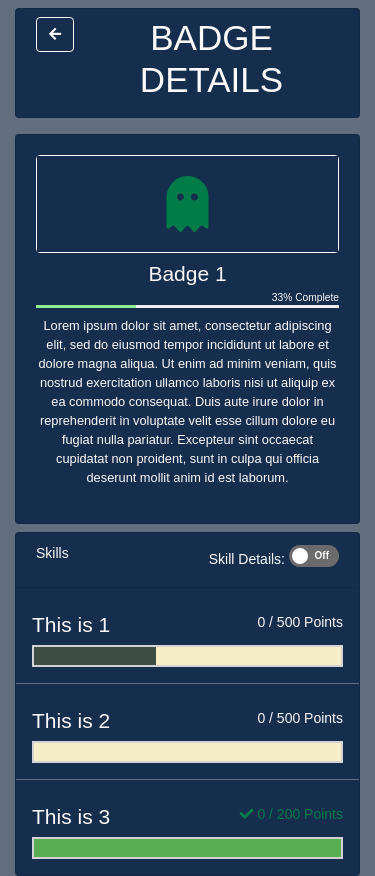 BADGE
DETAILS
Badge 1
33% Complete
Lorem ipsum dolor sit amet, consectetur adipiscing
elit, sed do eiusmod tempor incididunt ut labore et
dolore magna aliqua. Ut enim ad minim veniam, quis
nostrud exercitation ullamco laboris nisi ut aliquip ex
ea commodo consequat. Duis aute irure dolor in
reprehenderit in voluptate velit esse cillum dolore eu
fugiat nulla pariatur. Excepteur sint occaecat
cupidatat non proident, sunt in culpa qui officia
deserunt mollit anim id est laborum.
Skills
Skill Details: Off
This is 1
0 / 500 Points
This is 2
0 / 500 Points
This is 3
0 / 200 Points